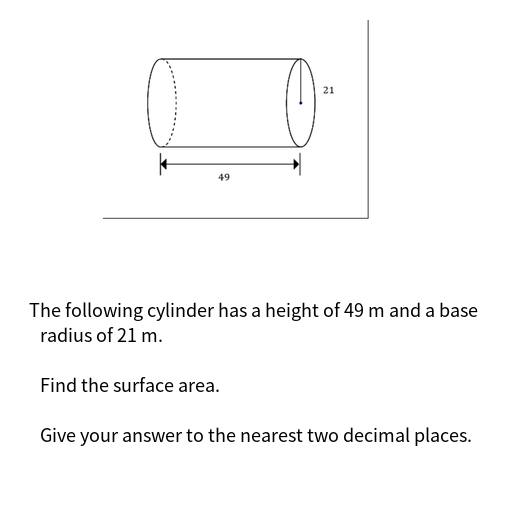 21
49
The following cylinder has a height of 49 m and a base
radius of 21 m.
Find the surface area.
Give your answer to the nearest two decimal places.